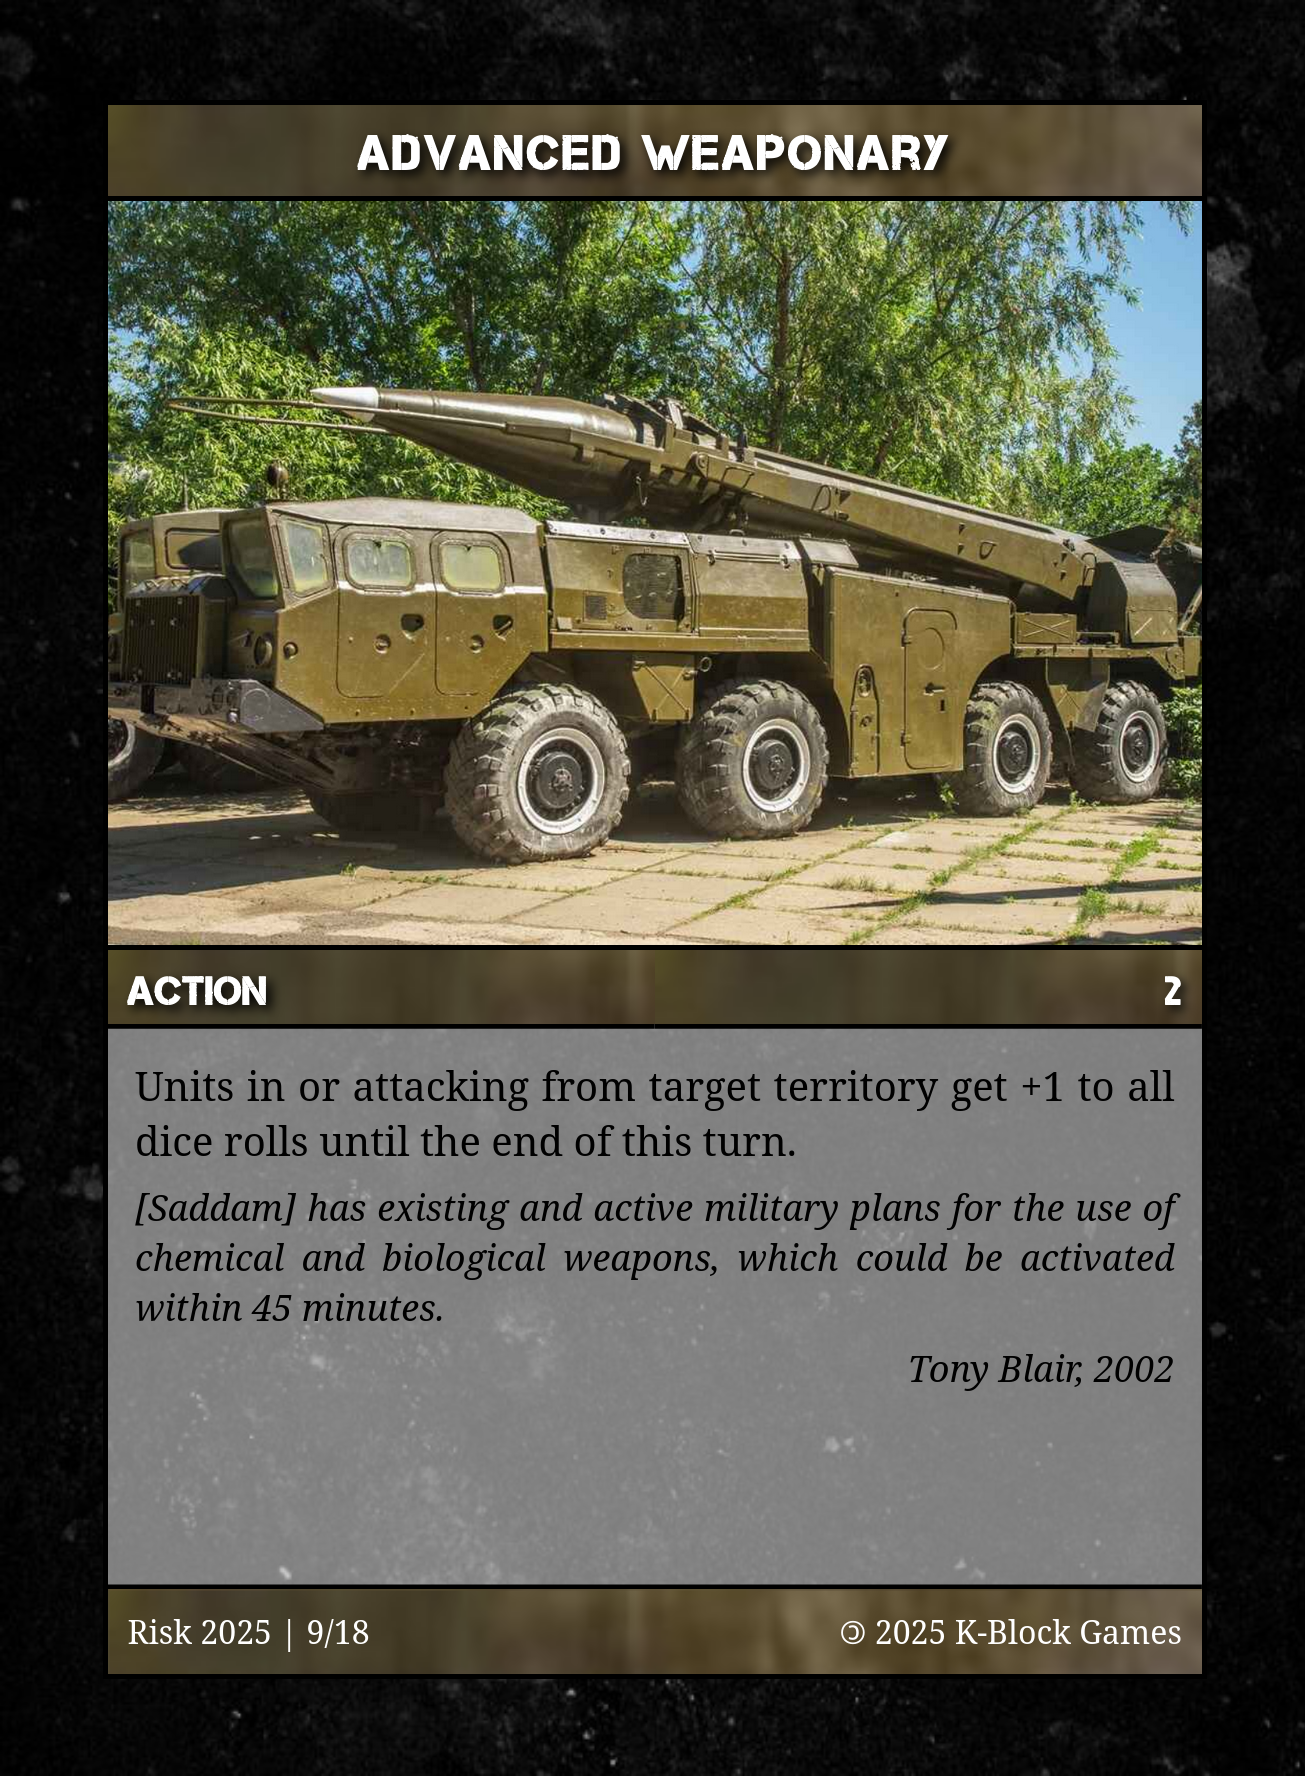 ADVANCED WEAPONARY
ACTION
2
Units in or attacking from target territory get +1 to all
dice rolls until the end of this turn.
[Saddam] has existing and active military plans for the use of
chemical and biological weapons, which could be activated
within 45 minutes.
Tony Blair, 2002
Risk 2025 | 9/18
🄯 2025 K-Block Games